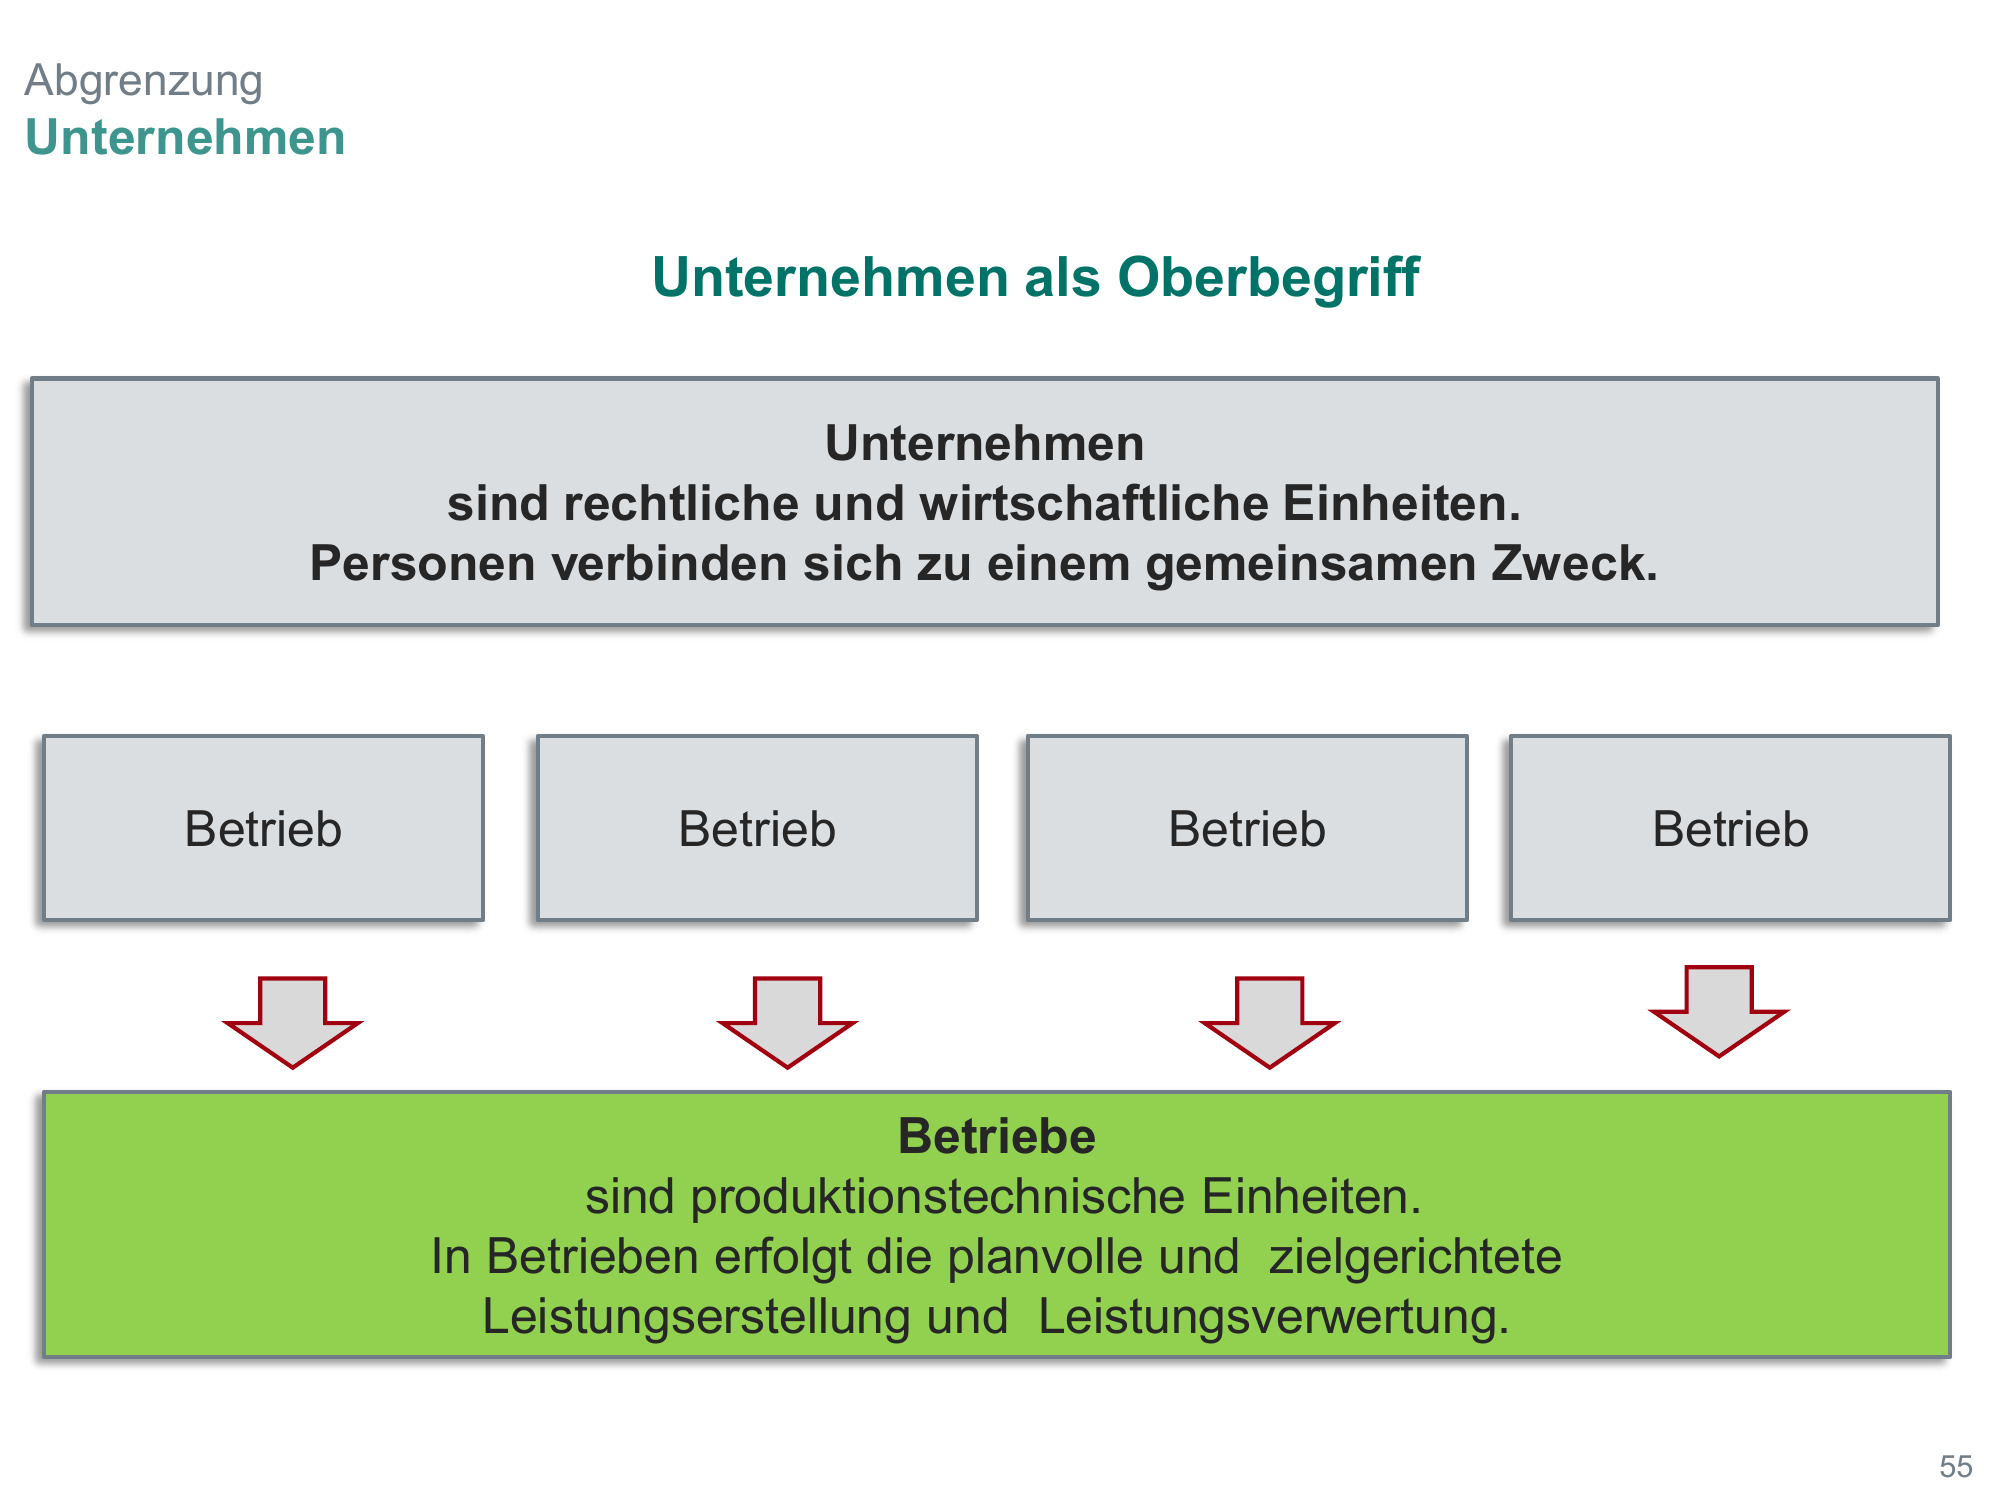 Abgrenzung
Unternehmen
Unternehmen als Oberbegriff
Unternehmen
sind rechtliche und wirtschaftliche Einheiten.
Personen verbinden sich zu einem gemeinsamen Zweck.
Betrieb Betrieb Betrieb Betrieb
Betriebe
sind produktionstechnische Einheiten.
In Betrieben erfolgt die planvolle und  zielgerichtete
Leistungserstellung und  Leistungsverwertung.
55